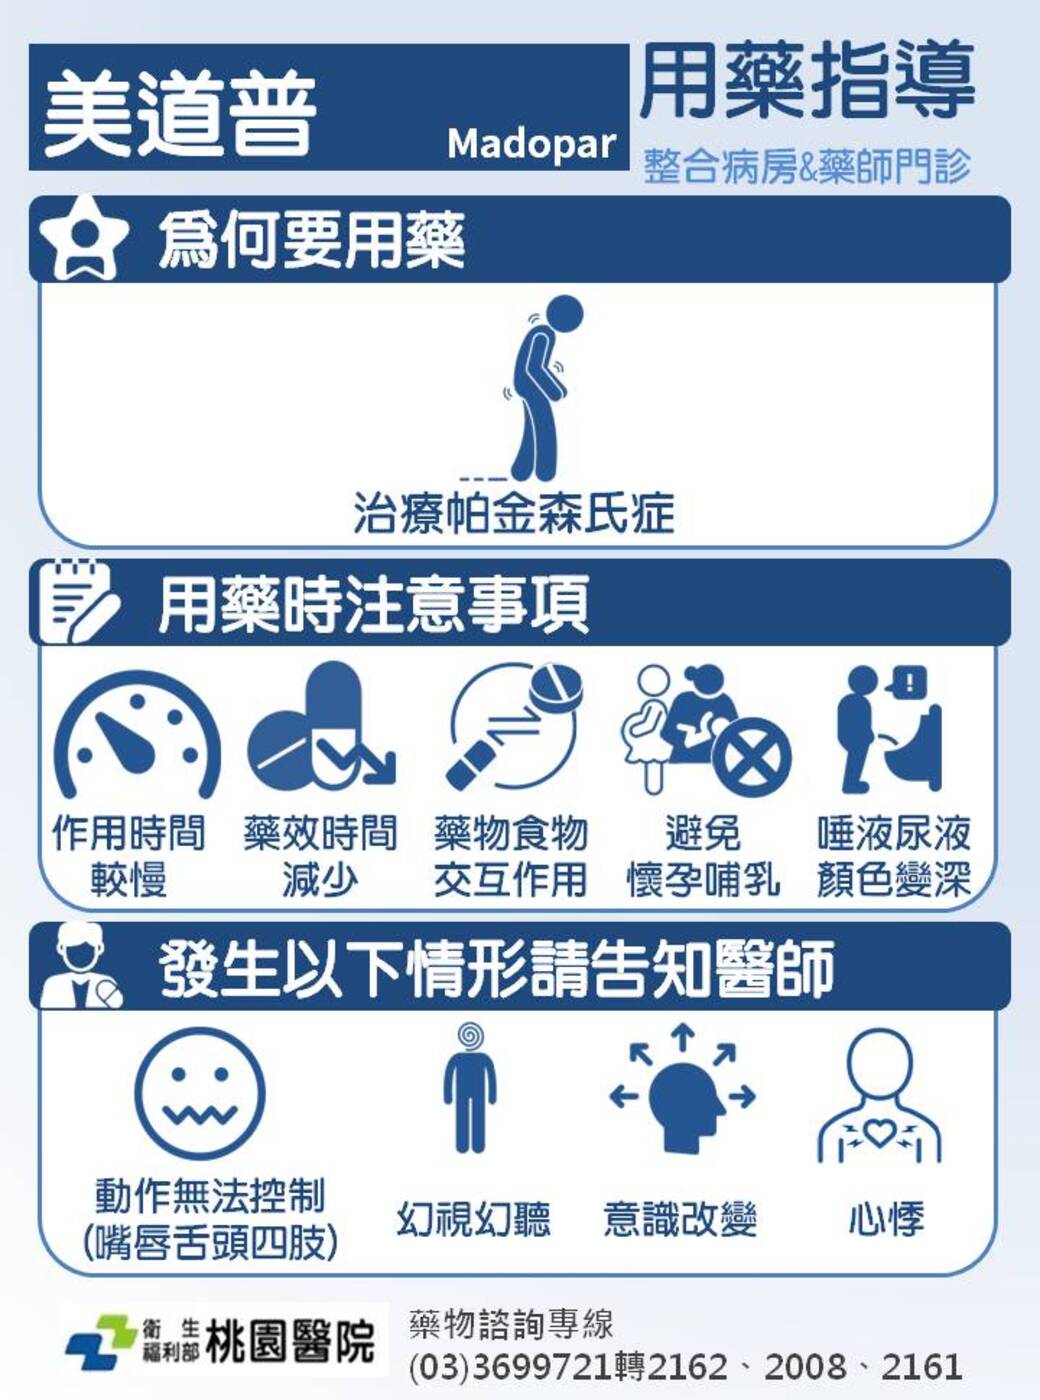 美道普 Madopar
用藥指導
整合病房&藥師門診
為何要用藥
治療帕金森氏症
用藥時注意事項
作用時間
較慢
藥效時間
減少
藥物食物
交互作用
避免
懷孕哺乳
唾液尿液
顏色變深
發生以下情形請告知醫師
動作無法控制
(嘴唇舌頭四肢)
幻視幻聽
意識改變
心悸
衛生
福利部
桃園醫院
藥物諮詢專線
(03)3699721轉2162、2008、2161